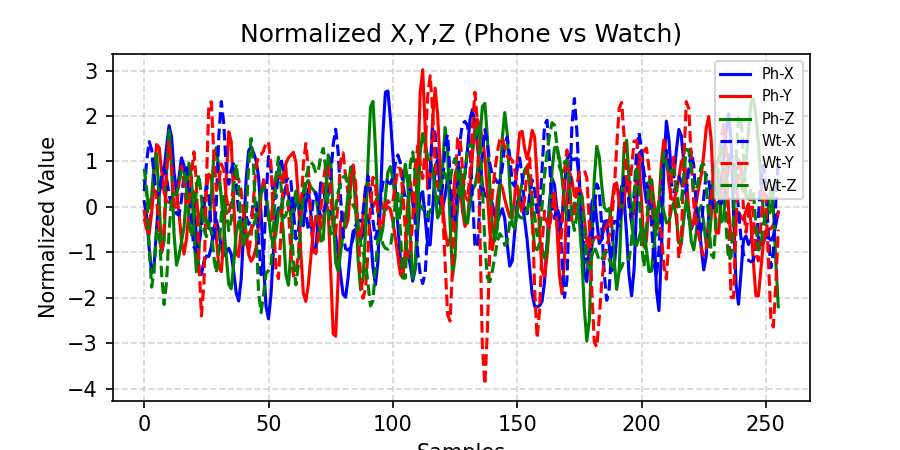 Normalized X,Y,Z (Phone vs Watch)
Normalized Value
3
2
1
0
−1
−2
−3
−4
Ph-X
Ph-Y
Ph-Z
Wt-X
Wt-Y
Wt-Z
0 50 100 150 200 250
Samples